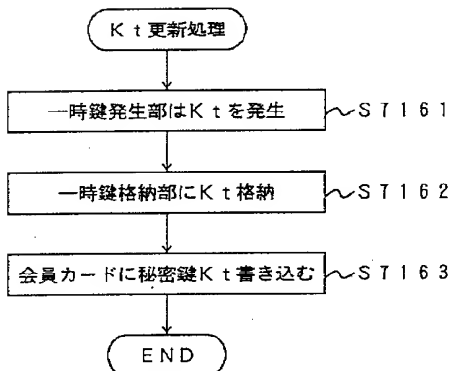 Ｋｔ更新処理
一時鍵発生部はＫｔを発生 ～Ｓ７１６１
一時鍵格納部にＫｔ格納 ～Ｓ７１６２
会員カードに秘密鍵Ｋｔ書き込む ～Ｓ７１６３
ＥＮＤ